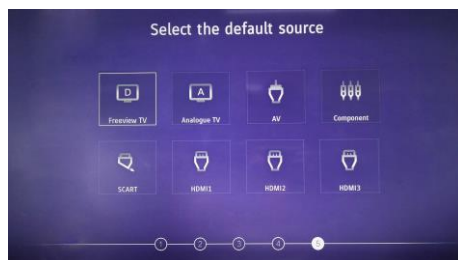 Select the default source
D
A
Freeview TV
Analogue TV
AV
Component
SCART
HDMI1
HDMI2
HDMI3
1 2 3 4 5